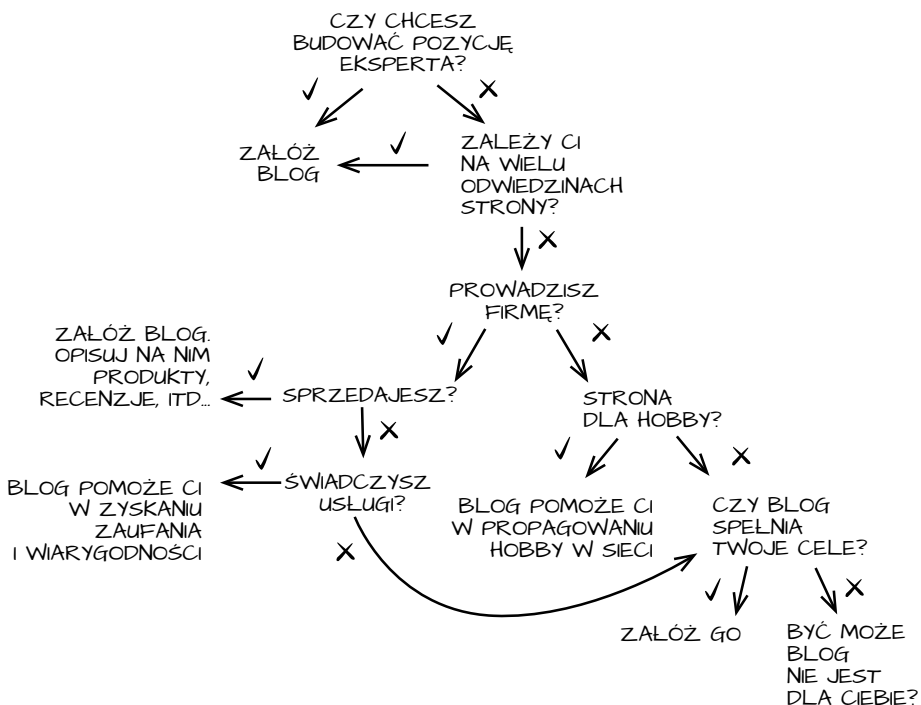 CZY CHCESZ
BUDOWAĆ POZYCJĘ
EKSPERTA?
ZAŁÓŻ
BLOG
ZALEŻY CI
NA WIELU
ODWIEDZINACH
STRONY?
PROWADZISZ
FIRMĘ?
ZAŁÓŻ BLOG.
OPISUJ NA NIM
PRODUKTY,
RECENZJE, ITD...
SPRZEDAJESZ?
STRONA
DLA HOBBY?
BLOG POMOŻE CI
W ZYSKANIU
ZAUFANIA
I WIARYGODNOŚCI
ŚWIADCZYSZ
USŁUGI?
BLOG POMOŻE CI
W PROPAGOWANIU
HOBBY W SIECI
CZY BLOG
SPEŁNIA
TWOJE CELE?
ZAŁÓŻ GO
BYĆ MOŻE
BLOG
NIE JEST
DLA CIEBIE?